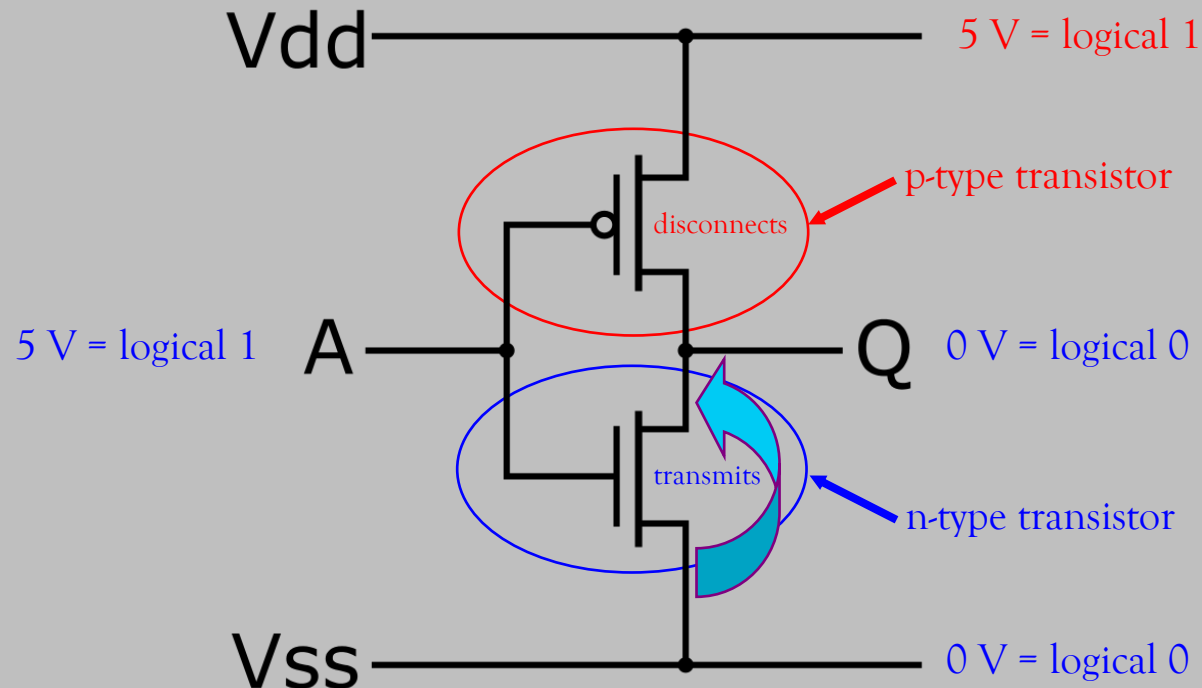 Vdd 5 V = logical 1
p-type transistor
disconnects
5 V = logical 1 A Q 0 V = logical 0
transmits
n-type transistor
Vss 0 V = logical 0